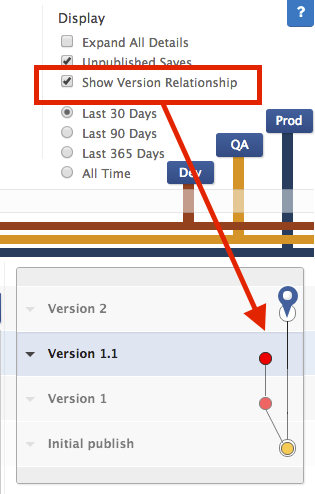 Display
?
Expand All Details
Unpublished Saves
Show Version Relationship
Last 30 Days
Last 90 Days
Last 365 Days
All Time
Prod
QA
Dev
Version 2
Version 1.1
Version 1
Initial publish